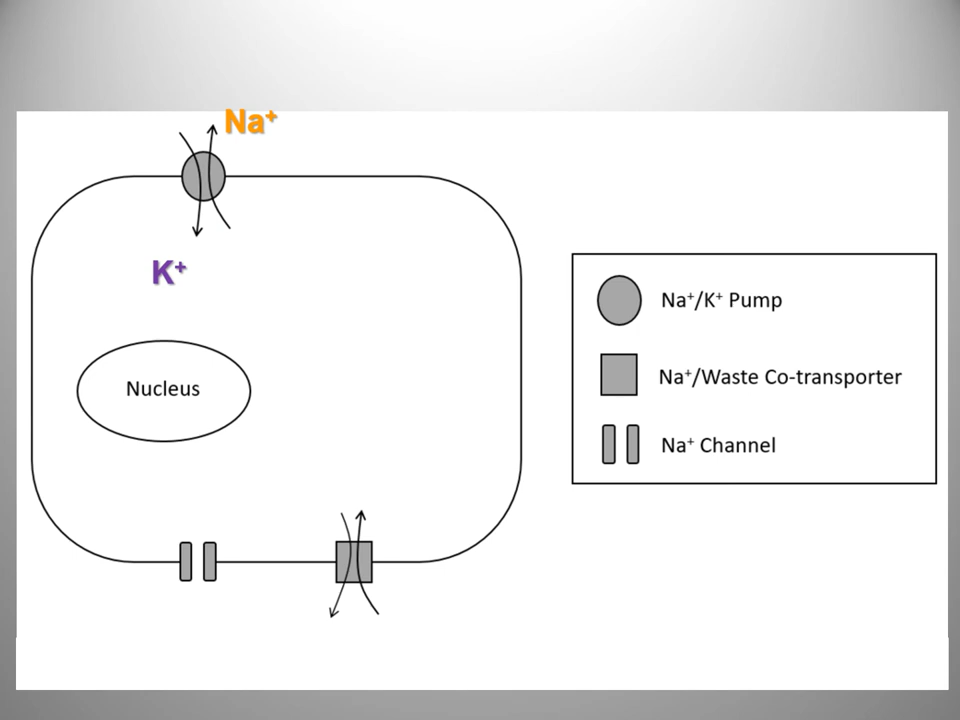 Na⁺
K⁺
Nucleus
Na⁺/K⁺ Pump
Na⁺/Waste Co-transporter
Na⁺ Channel